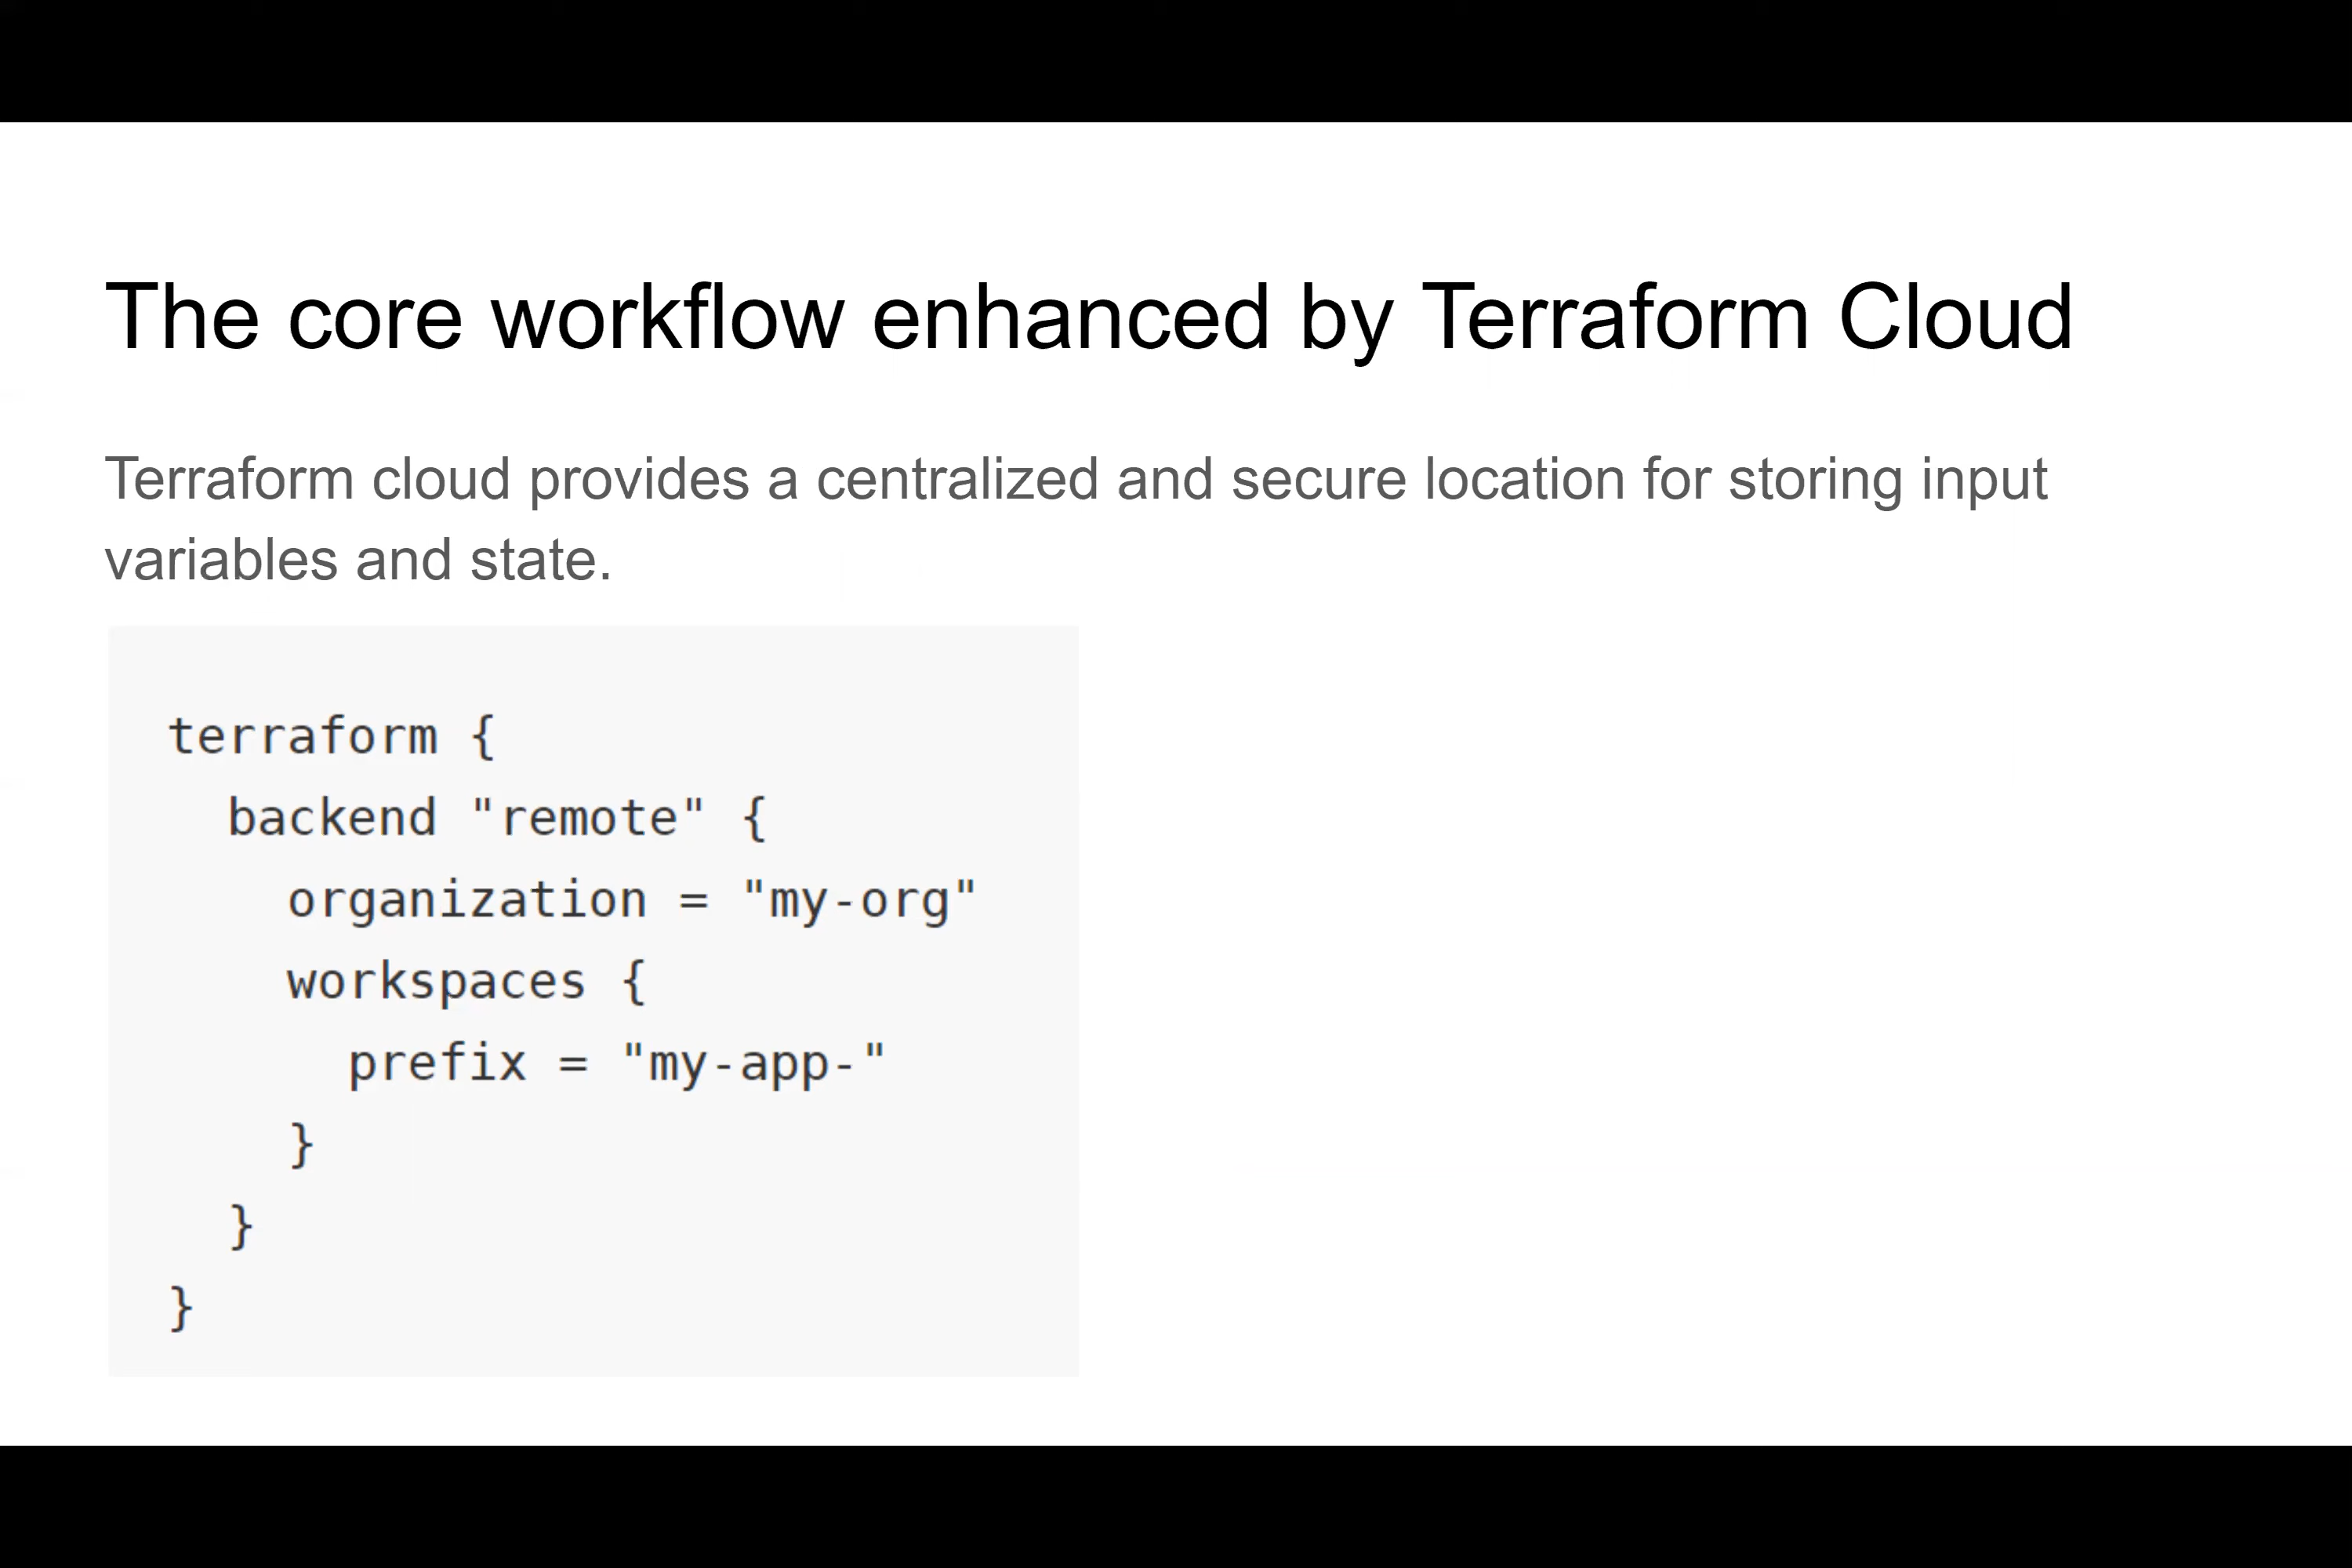 The core workflow enhanced by Terraform Cloud
Terraform cloud provides a centralized and secure location for storing input
variables and state.
terraform {
  backend "remote" {
    organization = "my-org"
    workspaces {
      prefix = "my-app-"
    }
  }
}